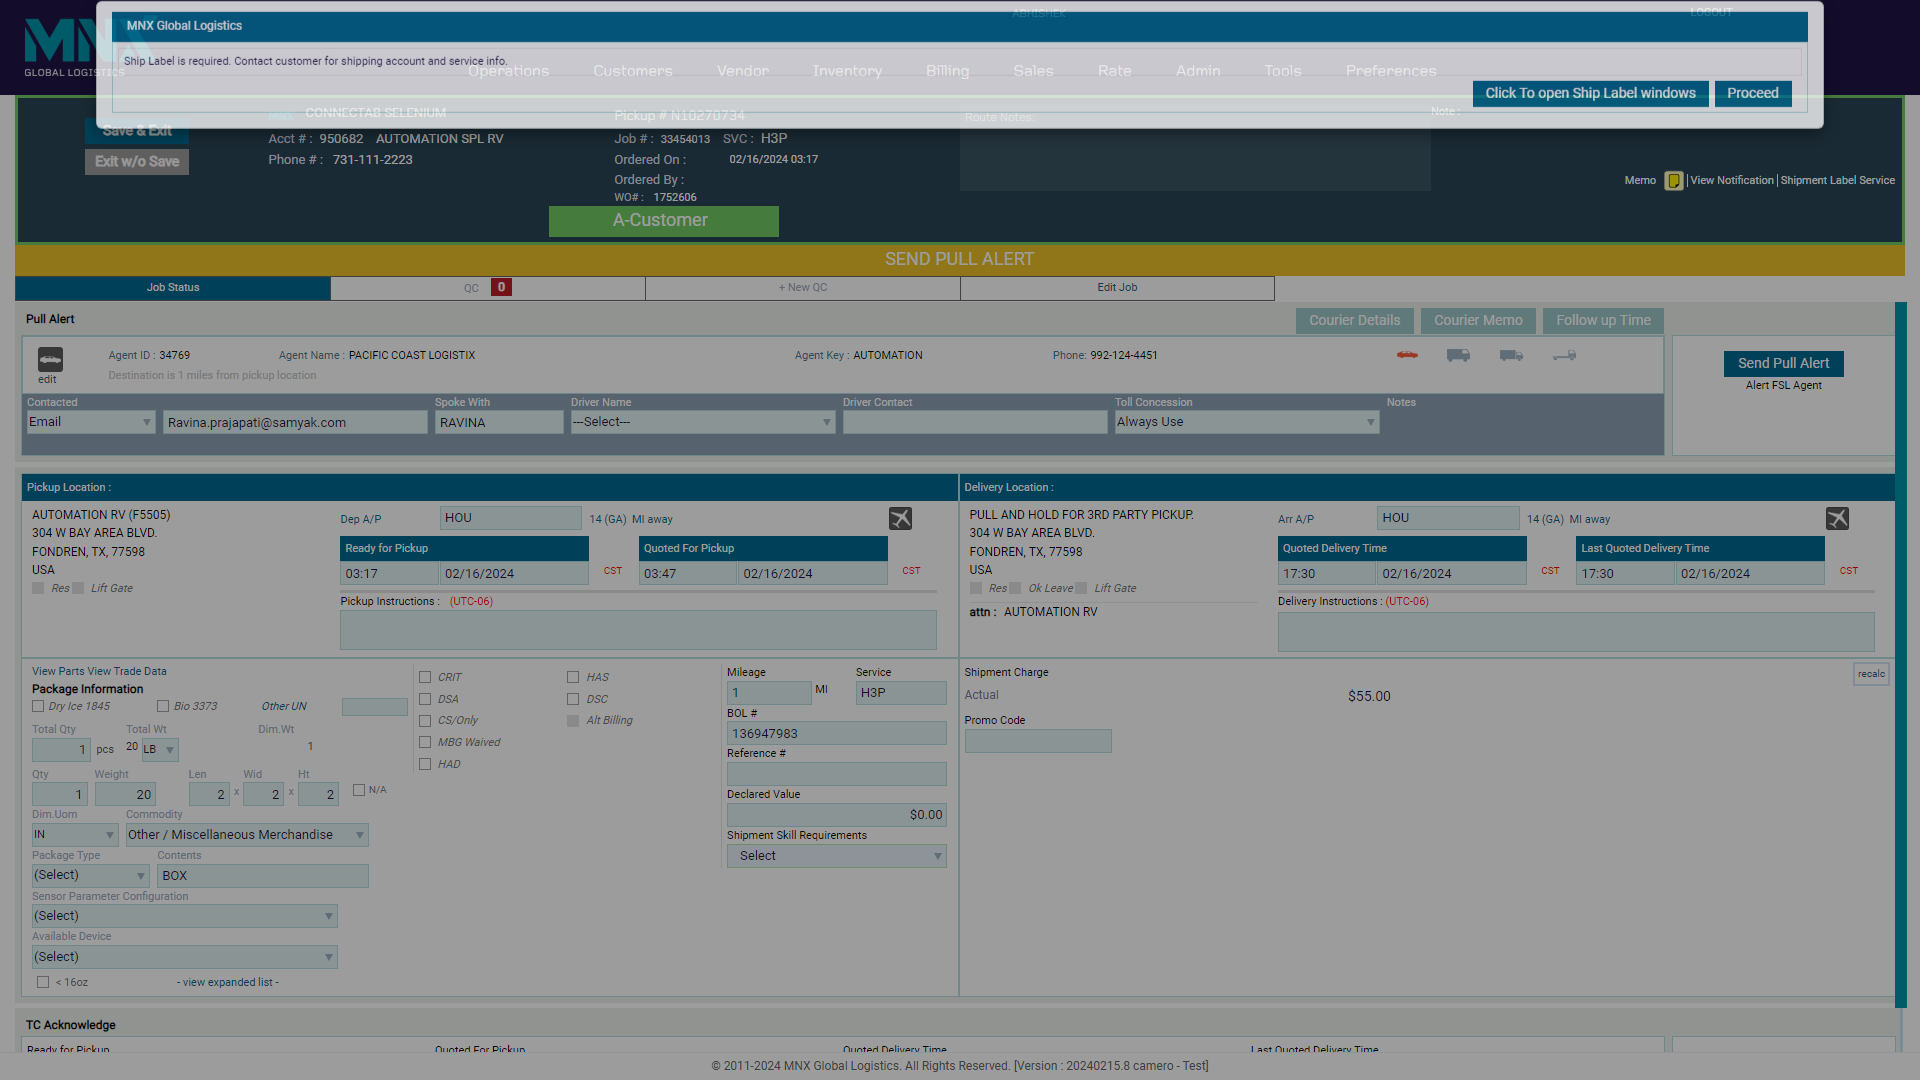 MNX Global Logistics
ABHISHEK
LOGOUT
MNX
GLOBAL LOGISTICS
Ship Label is required. Contact customer for shipping account and service info.
Operations Customers Vendor Inventory Billing Sales Rate Admin Tools Preferences
Click To open Ship Label windows
Proceed
Save & Exit
Exit w/o Save
CONNECTAB SELENIUM
Acct # : 950682 AUTOMATION SPL RV
Phone # : 731-111-2223
Pickup # N10270734
Job # : 33454013 SVC : H3P
Ordered On : 02/16/2024 03:17
Ordered By :
WO# : 1752606
A-Customer
Route Notes:
Note :
Memo |View Notification|Shipment Label Service
SEND PULL ALERT
Job Status
QC 0
+ New QC
Edit Job
Pull Alert
Courier Details
Courier Memo
Follow up Time
edit
Agent ID : 34769
Agent Name : PACIFIC COAST LOGISTIX
Agent Key : AUTOMATION
Phone: 992-124-4451
Destination is 1 miles from pickup location
Send Pull Alert
Alert FSL Agent
Contacted Spoke With Driver Name Driver Contact Toll Concession Notes
Email Ravina.prajapati@samyak.com RAVINA ---Select--- Always Use
Pickup Location :
AUTOMATION RV (F5505)
304 W BAY AREA BLVD.
FONDREN, TX, 77598
USA
Res Lift Gate
Dep A/P HOU 14 (GA) MI away
Ready for Pickup Quoted For Pickup
03:17 02/16/2024 CST 03:47 02/16/2024 CST
Pickup Instructions : (UTC-06)
Delivery Location :
PULL AND HOLD FOR 3RD PARTY PICKUP.
304 W BAY AREA BLVD.
FONDREN, TX, 77598
USA
Res Ok Leave Lift Gate
attn : AUTOMATION RV
Arr A/P HOU 14 (GA) MI away
Quoted Delivery Time Last Quoted Delivery Time
17:30 02/16/2024 CST 17:30 02/16/2024 CST
Delivery Instructions : (UTC-06)
View Parts View Trade Data
Package Information
Dry Ice 1845 Bio 3373 Other UN
Total Qty Total Wt Dim.Wt
1 pcs 20 LB 1
Qty Weight Len Wid Ht
1 20 2 x 2 x 2 N/A
Dim.Uom Commodity
IN Other / Miscellaneous Merchandise
Package Type Contents
(Select) BOX
Sensor Parameter Configuration
(Select)
Available Device
(Select)
< 16oz - view expanded list -
CRIT HAS
DSA DSC
CS/Only Alt Billing
MBG Waived
HAD
Mileage Service
1 MI H3P
BOL #
136947983
Reference #
Declared Value
$0.00
Shipment Skill Requirements
Select
Shipment Charge
recalc
Actual $55.00
Promo Code
TC Acknowledge
Ready for Pickup Quoted For Pickup Quoted Delivery Time Last Quoted Delivery Time
© 2011-2024 MNX Global Logistics. All Rights Reserved. [Version : 20240215.8 camero - Test]